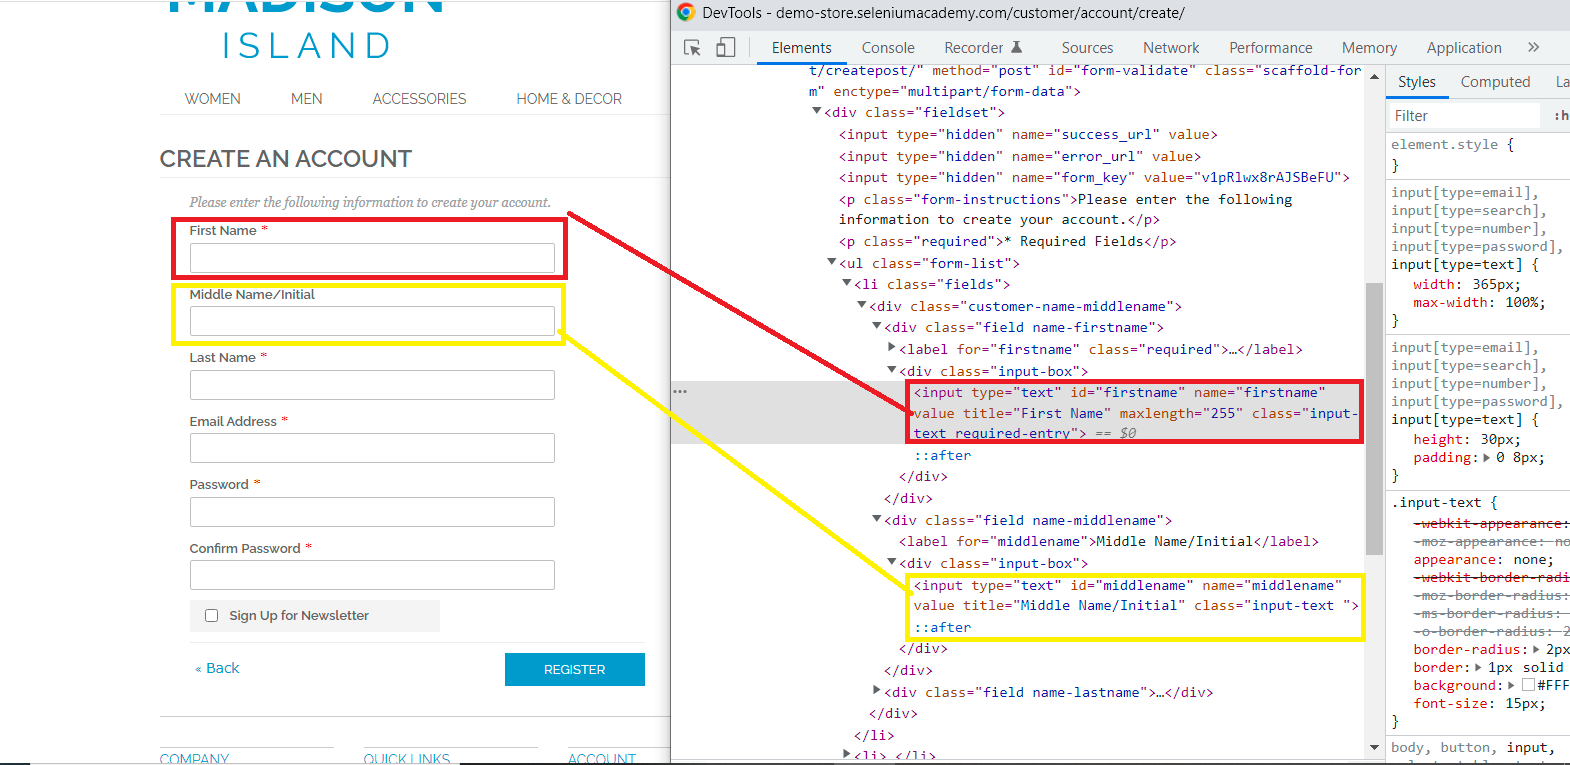 MADISON
ISLAND
WOMEN MEN ACCESSORIES HOME & DECOR
CREATE AN ACCOUNT
Please enter the following information to create your account.
First Name *
Middle Name/Initial
Last Name *
Email Address *
Password *
Confirm Password *
Sign Up for Newsletter
« Back
REGISTER
COMPANY QUICK LINKS ACCOUNT
DevTools - demo-store.seleniumacademy.com/customer/account/create/
Elements Console Recorder Sources Network Performance Memory Application »
t/createpost/" method="post" id="form-validate" class="scaffold-for
m" enctype="multipart/form-data">
<div class="fieldset">
<input type="hidden" name="success_url" value>
<input type="hidden" name="error_url" value>
<input type="hidden" name="form_key" value="v1pRlwx8rAJSBeFU">
<p class="form-instructions">Please enter the following
information to create your account.</p>
<p class="required">* Required Fields</p>
<ul class="form-list">
<li class="fields">
<div class="customer-name-middlename">
<div class="field name-firstname">
<label for="firstname" class="required">…</label>
<div class="input-box">
<input type="text" id="firstname" name="firstname"
value title="First Name" maxlength="255" class="input-
text required-entry"> == $0
::after
</div>
</div>
<div class="field name-middlename">
<label for="middlename">Middle Name/Initial</label>
<div class="input-box">
<input type="text" id="middlename" name="middlename"
value title="Middle Name/Initial" class="input-text ">
::after
</div>
</div>
<div class="field name-lastname">…</div>
</div>
</li>
<li> </li>
Styles Computed La
Filter :h
element.style {
}
input[type=email],
input[type=search],
input[type=number],
input[type=password],
input[type=text] {
width: 365px;
max-width: 100%;
}
input[type=email],
input[type=search],
input[type=number],
input[type=password],
input[type=text] {
height: 30px;
padding: 0 8px;
}
.input-text {
-webkit-appearance:
-moz-appearance: no
appearance: none;
-webkit-border-radi
-moz-border-radius:
-ms-border-radius:
-o-border-radius: 2
border-radius: 2px
border: 1px solid
background: #FFF
font-size: 15px;
}
body, button, input,